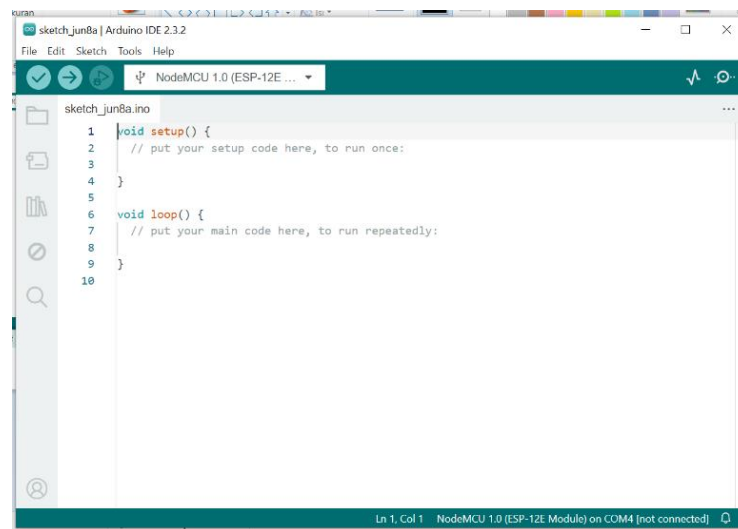 kuran
sketch_jun8a | Arduino IDE 2.3.2
File Edit Sketch Tools Help
NodeMCU 1.0 (ESP-12E ...
sketch_jun8a.ino
...
1 void setup() {
2 // put your setup code here, to run once:
3
4 }
5
6 void loop() {
7 // put your main code here, to run repeatedly:
8
9 }
10
Ln 1, Col 1 NodeMCU 1.0 (ESP-12E Module) on COM4 [not connected]